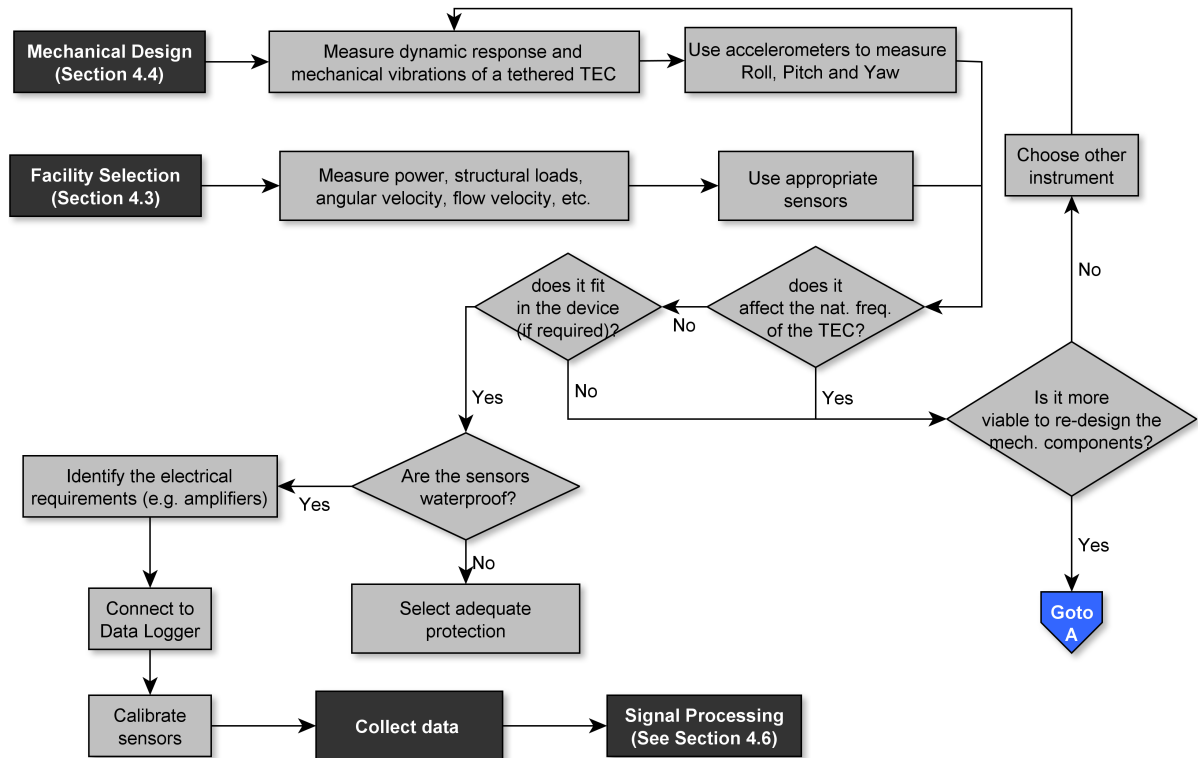 Mechanical Design
(Section 4.4)
Measure dynamic response and
mechanical vibrations of a tethered TEC
Use accelerometers to measure
Roll, Pitch and Yaw
Facility Selection
(Section 4.3)
Measure power, structural loads,
angular velocity, flow velocity, etc.
Use appropriate
sensors
Choose other
instrument
No
does it fit
in the device
(if required)?
No
does it
affect the nat. freq.
of the TEC?
Yes
No
Yes
Is it more
viable to re-design the
mech. components?
Identify the electrical
requirements (e.g. amplifiers)
Yes
Are the sensors
waterproof?
No
Yes
Connect to
Data Logger
Select adequate
protection
Goto
A
Calibrate
sensors
Collect data
Signal Processing
(See Section 4.6)